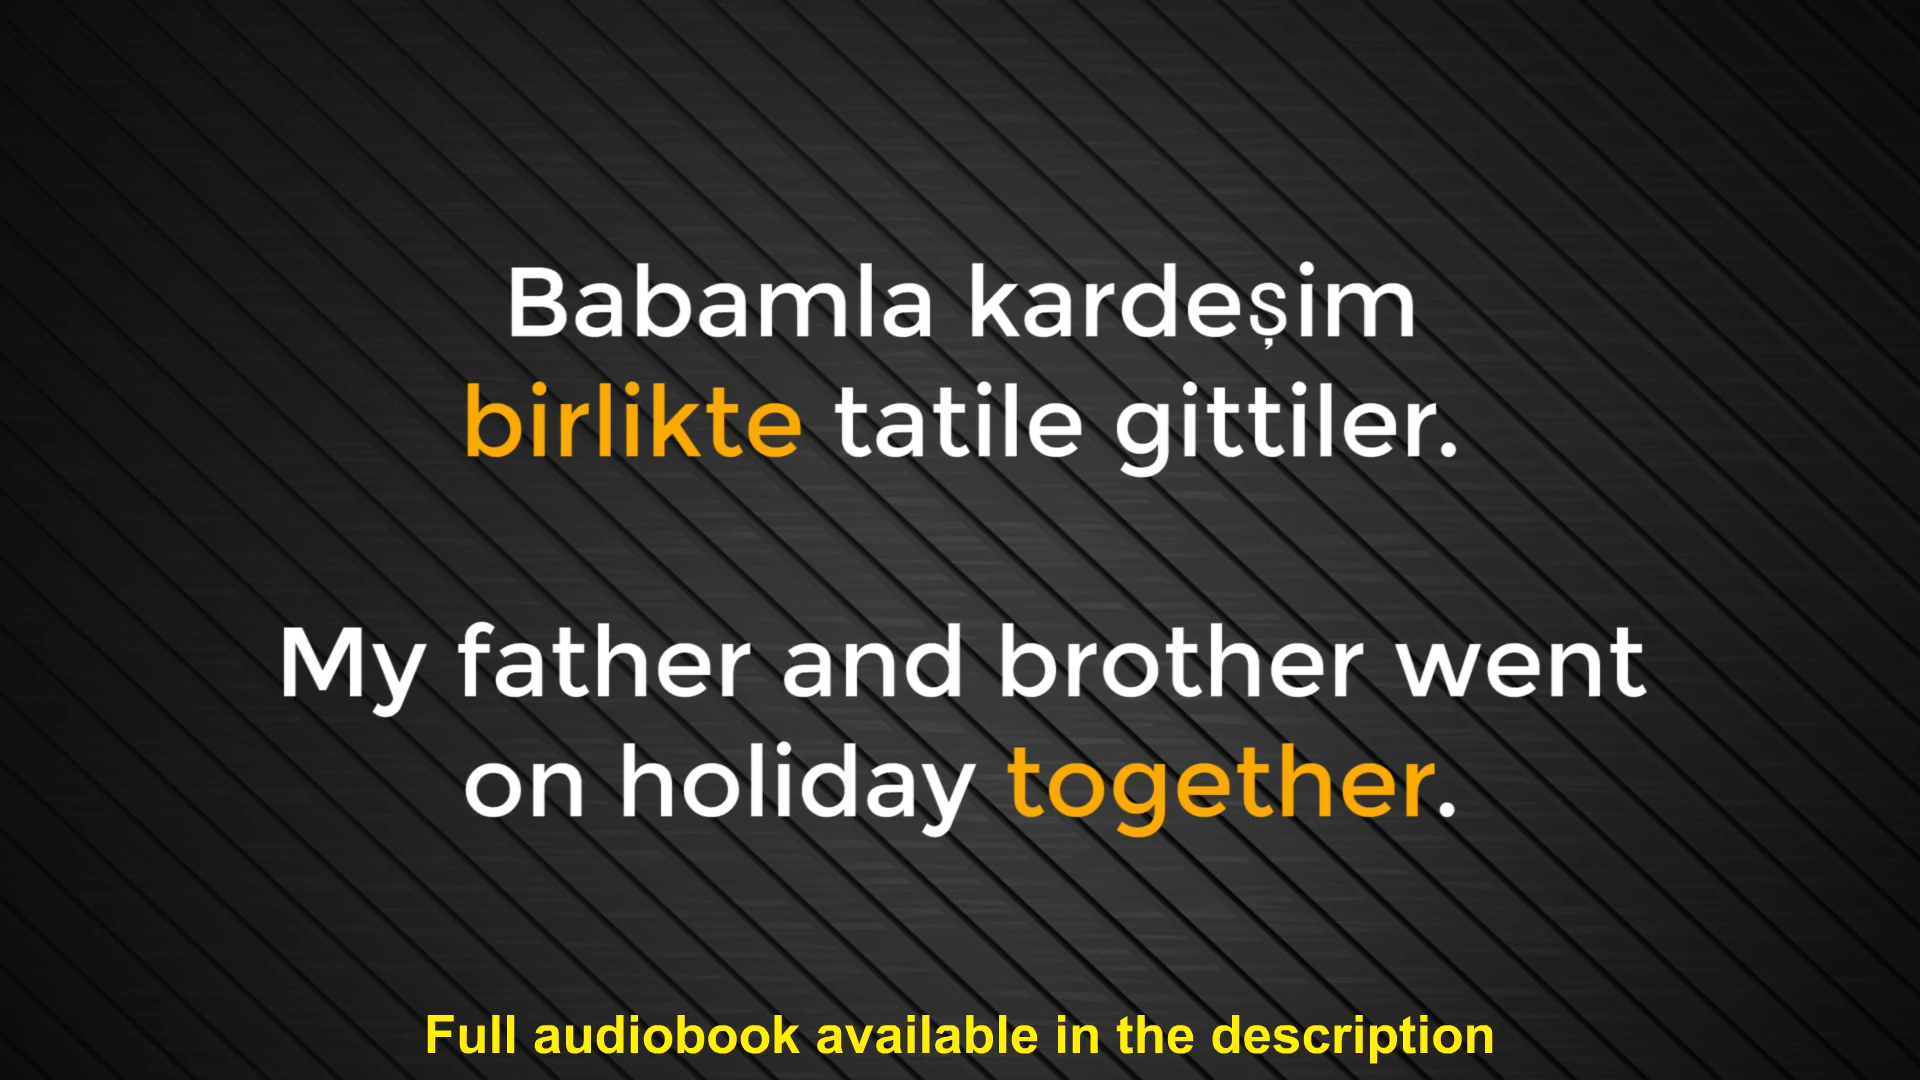 Babamla kardeşim
birlikte tatile gittiler.
My father and brother went
on holiday together.
Full audiobook available in the description